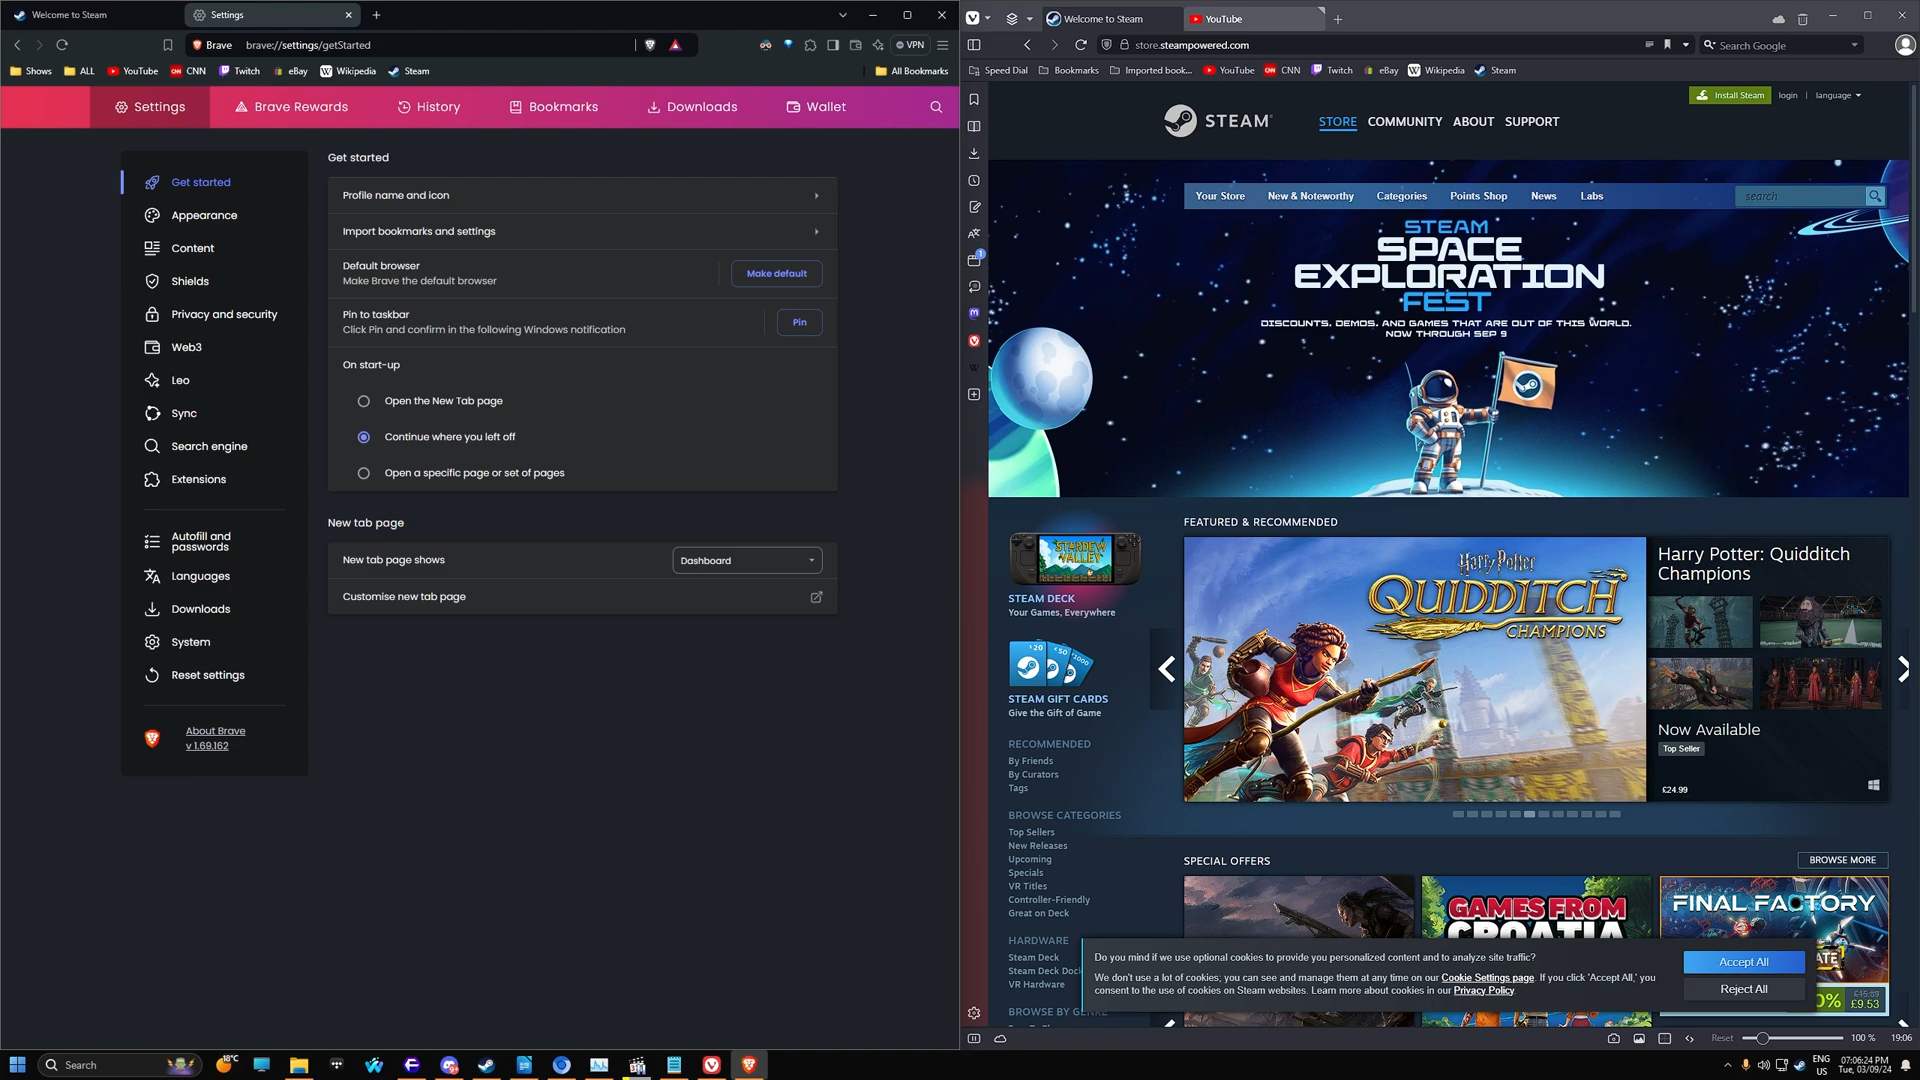 Welcome to Steam
Settings
Brave
brave://settings/getStarted
VPN
Shows
ALL
YouTube
CNN
Twitch
eBay
Wikipedia
Steam
All Bookmarks
Settings
Brave Rewards
History
Bookmarks
Downloads
Wallet
Get started
Appearance
Content
Shields
Privacy and security
Web3
Leo
Sync
Search engine
Extensions
Autofill and
passwords
Languages
Downloads
System
Reset settings
About Brave
v 1.69.162
Get started
Profile name and icon
Import bookmarks and settings
Default browser
Make Brave the default browser
Make default
Pin to taskbar
Click Pin and confirm in the following Windows notification
Pin
On start-up
Open the New Tab page
Continue where you left off
Open a specific page or set of pages
New tab page
New tab page shows
Dashboard
Customise new tab page
Welcome to Steam
YouTube
store.steampowered.com
Search Google
Speed Dial
Bookmarks
Imported book...
YouTube
CNN
Twitch
eBay
Wikipedia
Steam
Install Steam
login
language
STEAM
STORE
COMMUNITY
ABOUT
SUPPORT
Your Store
New & Noteworthy
Categories
Points Shop
News
Labs
search
STEAM
SPACE
EXPLORATION
FEST
DISCOUNTS, DEMOS, AND GAMES THAT ARE OUT OF THIS WORLD.
NOW THROUGH SEP 9
STARDEW
VALLEY
STEAM DECK
Your Games, Everywhere
$20
$50
$1000
STEAM GIFT CARDS
Give the Gift of Game
RECOMMENDED
By Friends
By Curators
Tags
BROWSE CATEGORIES
Top Sellers
New Releases
Upcoming
Specials
VR Titles
Controller-Friendly
Great on Deck
HARDWARE
Steam Deck
Steam Deck Dock
VR Hardware
BROWSE BY GENRE
FEATURED & RECOMMENDED
Harry Potter
QUIDDITCH
CHAMPIONS
Harry Potter: Quidditch
Champions
Now Available
Top Seller
£24.99
SPECIAL OFFERS
BROWSE MORE
GAMES FROM
CROATIA
FINAL FACTORY
£9.53
Do you mind if we use optional cookies to provide you personalized content and to analyze site traffic?
We don't use a lot of cookies; you can see and manage them at any time on our Cookie Settings page. If you click 'Accept All,' you
consent to the use of cookies on Steam websites. Learn more about cookies in our Privacy Policy.
Accept All
Reject All
Reset
100 %
19:06
Search
18°C
ENG
US
07:06:24 PM
Tue, 03/09/24